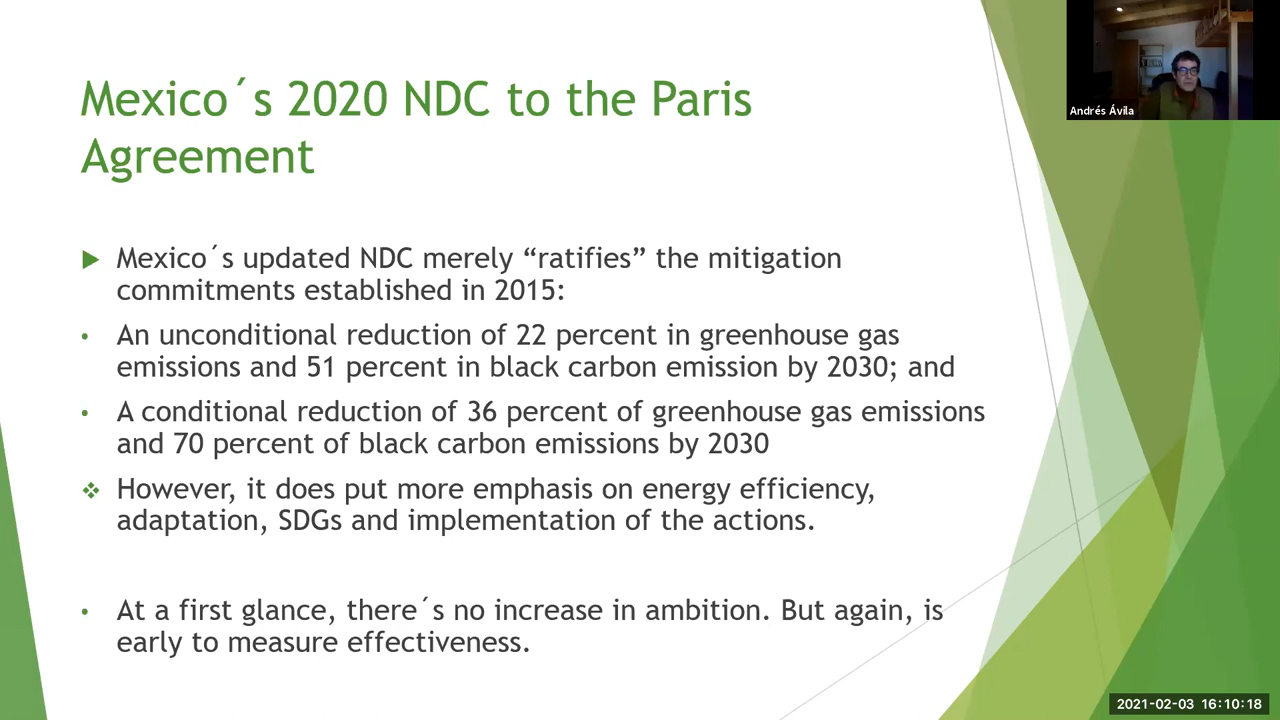 Mexico´s 2020 NDC to the Paris
Agreement
Andrés Ávila
Mexico´s updated NDC merely “ratifies” the mitigation
commitments established in 2015:
An unconditional reduction of 22 percent in greenhouse gas
emissions and 51 percent in black carbon emission by 2030; and
A conditional reduction of 36 percent of greenhouse gas emissions
and 70 percent of black carbon emissions by 2030
However, it does put more emphasis on energy efficiency,
adaptation, SDGs and implementation of the actions.
At a first glance, there´s no increase in ambition. But again, is
early to measure effectiveness.
2021-02-03 16:10:18